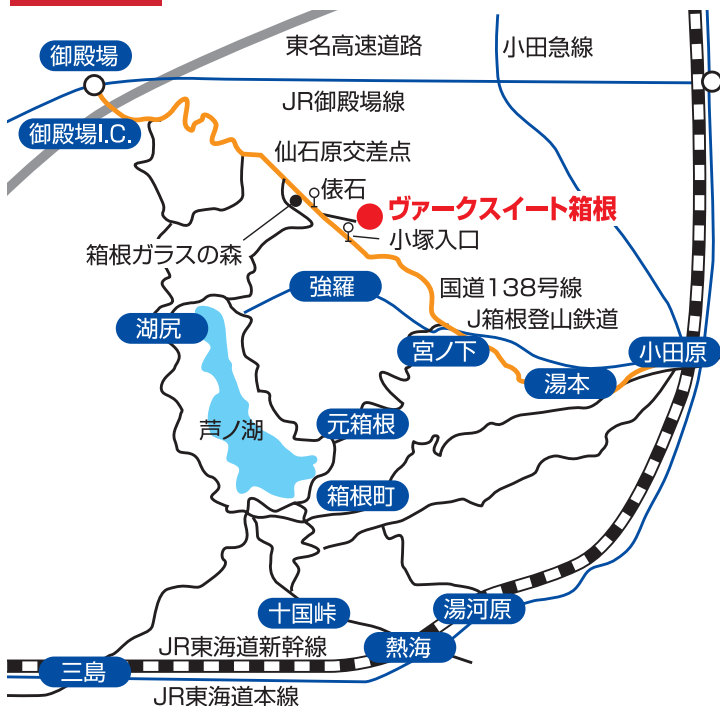 東名高速道路
小田急線
御殿場
JR御殿場線
御殿場I.C.
仙石原交差点
俵石
ヴァークスイート箱根
小塚入口
箱根ガラスの森
強羅
国道138号線
J箱根登山鉄道
湖尻
宮ノ下
小田原
湯本
元箱根
芦ノ湖
箱根町
十国峠
湯河原
JR東海道新幹線
熱海
三島
JR東海道本線